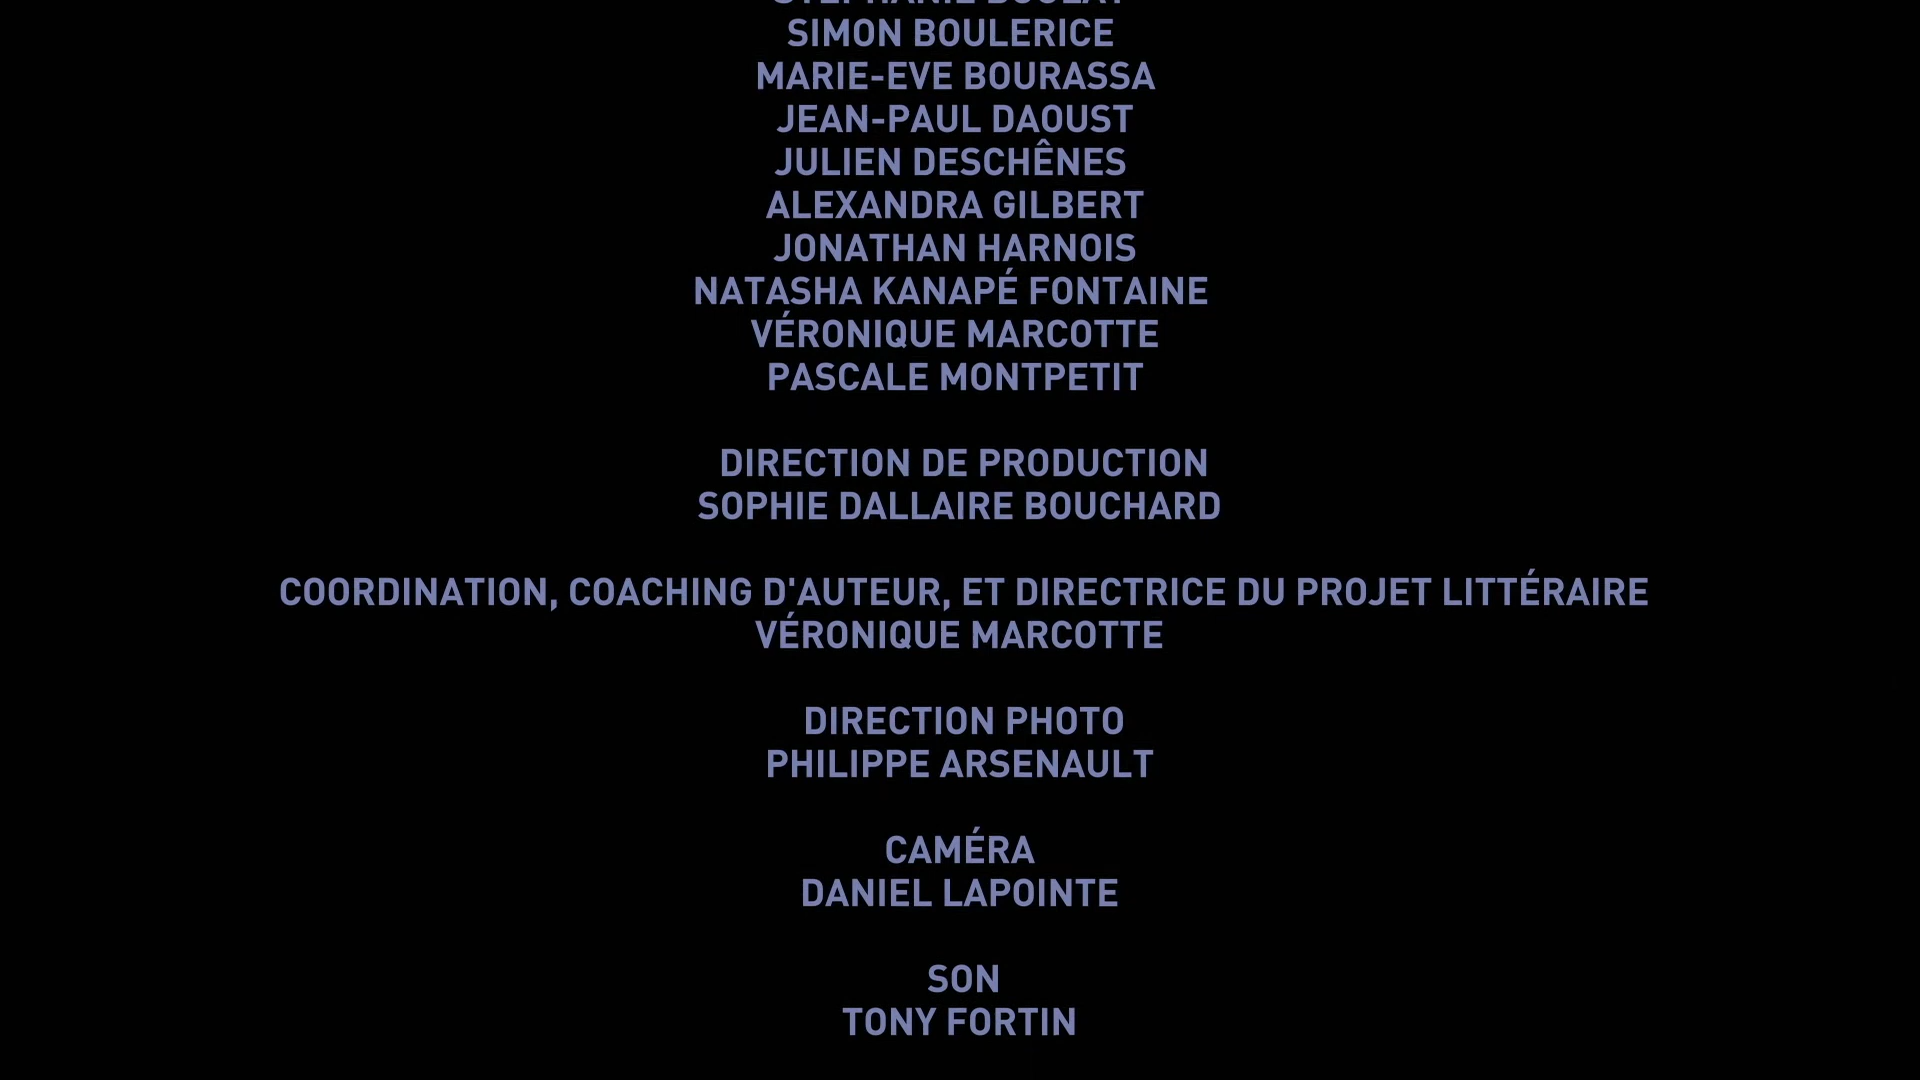 SIMON BOULERICE
MARIE-EVE BOURASSA
JEAN-PAUL DAOUST
JULIEN DESCHÊNES
ALEXANDRA GILBERT
JONATHAN HARNOIS
NATASHA KANAPÉ FONTAINE
VÉRONIQUE MARCOTTE
PASCALE MONTPETIT
DIRECTION DE PRODUCTION
SOPHIE DALLAIRE BOUCHARD
COORDINATION, COACHING D'AUTEUR, ET DIRECTRICE DU PROJET LITTÉRAIRE
VÉRONIQUE MARCOTTE
DIRECTION PHOTO
PHILIPPE ARSENAULT
CAMÉRA
DANIEL LAPOINTE
SON
TONY FORTIN